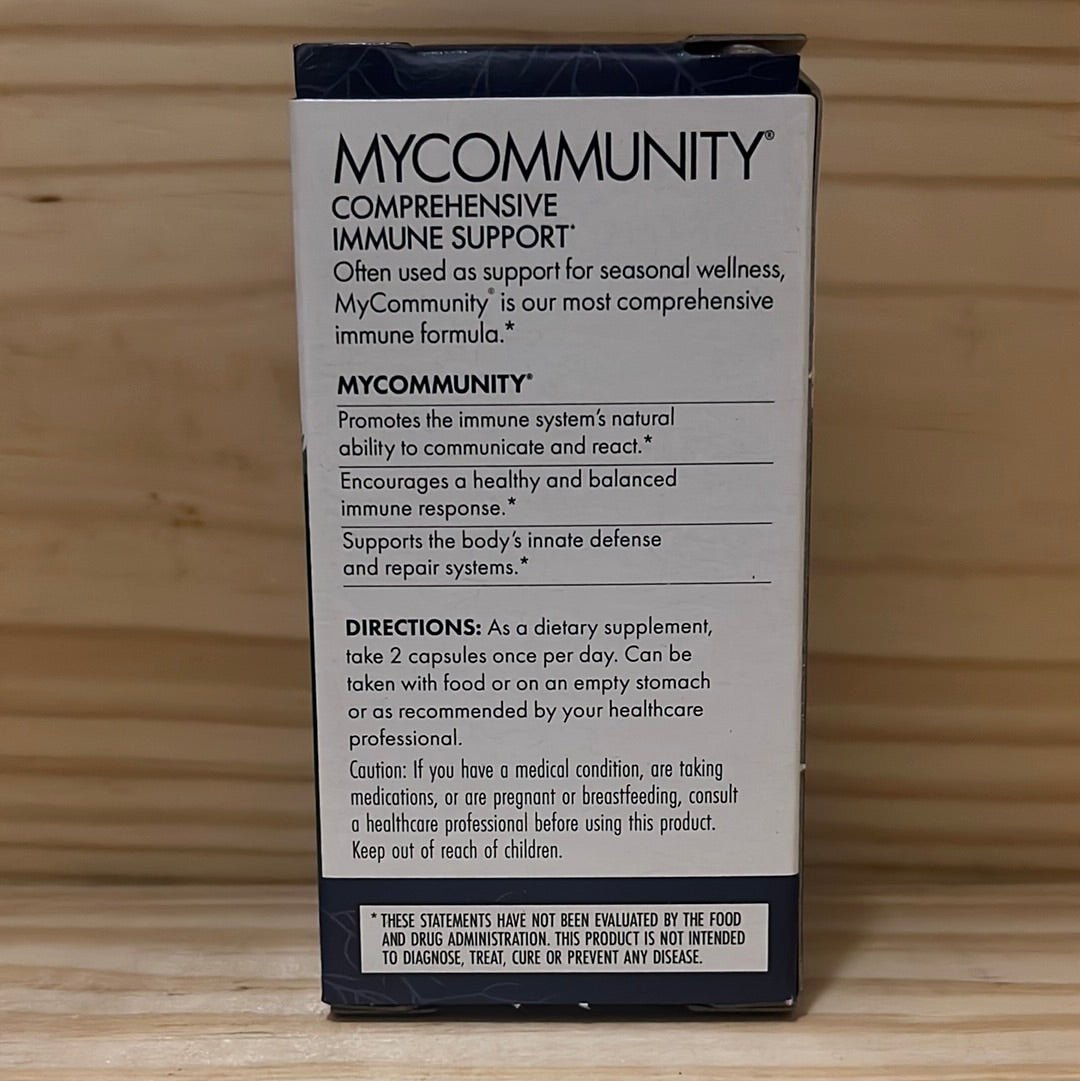 MYCOMMUNITY®
COMPREHENSIVE
IMMUNE SUPPORT*
Often used as support for seasonal wellness,
MyCommunity® is our most comprehensive
immune formula.*
MYCOMMUNITY®
Promotes the immune system's natural
ability to communicate and react.*
Encourages a healthy and balanced
immune response.*
Supports the body's innate defense
and repair systems.*
DIRECTIONS: As a dietary supplement,
take 2 capsules once per day. Can be
taken with food or on an empty stomach
or as recommended by your healthcare
professional.
Caution: If you have a medical condition, are taking
medications, or are pregnant or breastfeeding, consult
a healthcare professional before using this product.
Keep out of reach of children.
* THESE STATEMENTS HAVE NOT BEEN EVALUATED BY THE FOOD
AND DRUG ADMINISTRATION. THIS PRODUCT IS NOT INTENDED
TO DIAGNOSE, TREAT, CURE OR PREVENT ANY DISEASE.